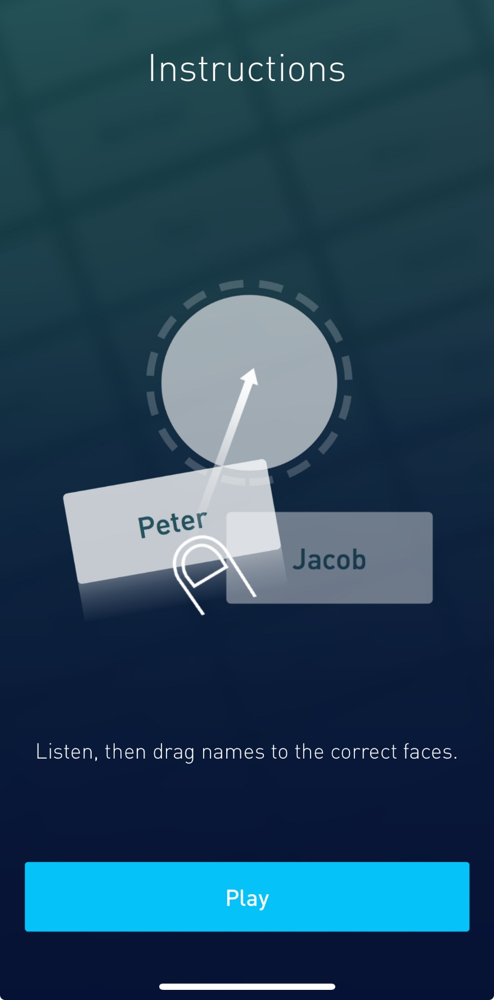 Instructions
Peter
Jacob
Listen, then drag names to the correct faces.
Play